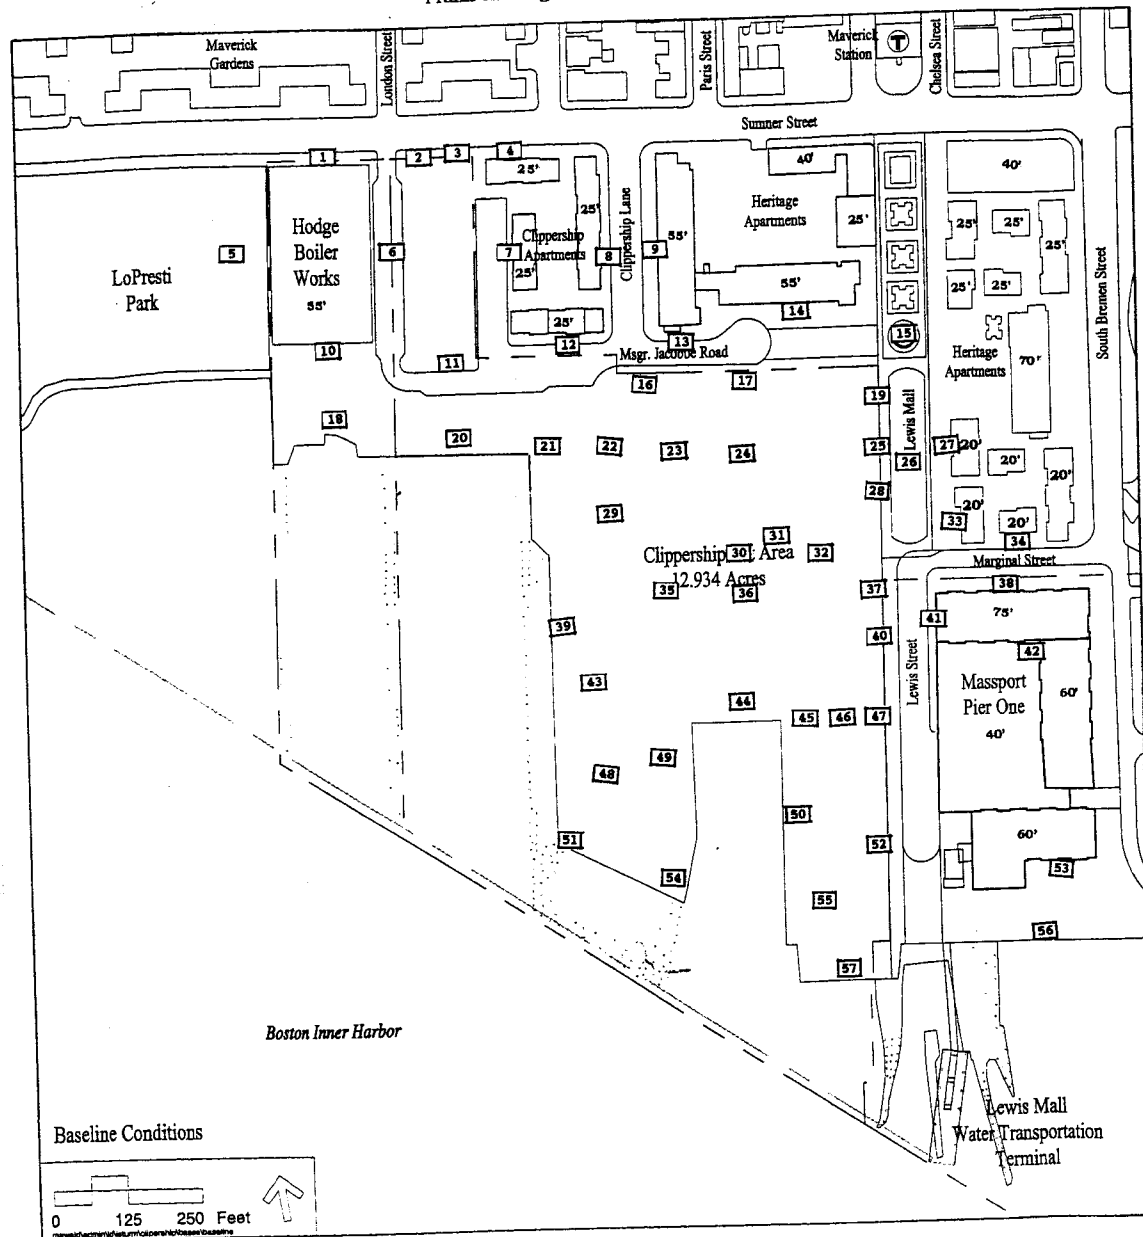 Maverick
Gardens
London Street
Paris Street
Maverick
Station
T
Chelsea Street
Sumner Street
1
2
3
4
25'
40'
40'
Hodge
Boiler
Works
55'
LoPresti
Park
5
6
7
25'
Clippership
Apartments
25'
8
Clippership Lane
9
55'
Heritage
Apartments
25'
25'
25'
25'
55'
14
25'
25'
15
South Bremen Street
25'
10
11
12
13
Msgr. Jacobbe Road
Heritage
Apartments
70'
16
17
18
19
Lewis Mall
20
21
22
23
24
25
26
27
20'
20'
20'
28
29
20'
33
20'
34
31
30
32
Clippership
Area
12.934 Acres
Marginal Street
35
36
37
38
75'
39
40
41
Lewis Street
42
Massport
Pier One
40'
60'
43
44
45
46
47
48
49
50
51
52
60'
53
54
55
56
57
Boston Inner Harbor
Lewis Mall
Water Transportation
Terminal
Baseline Conditions
0 125 250 Feet